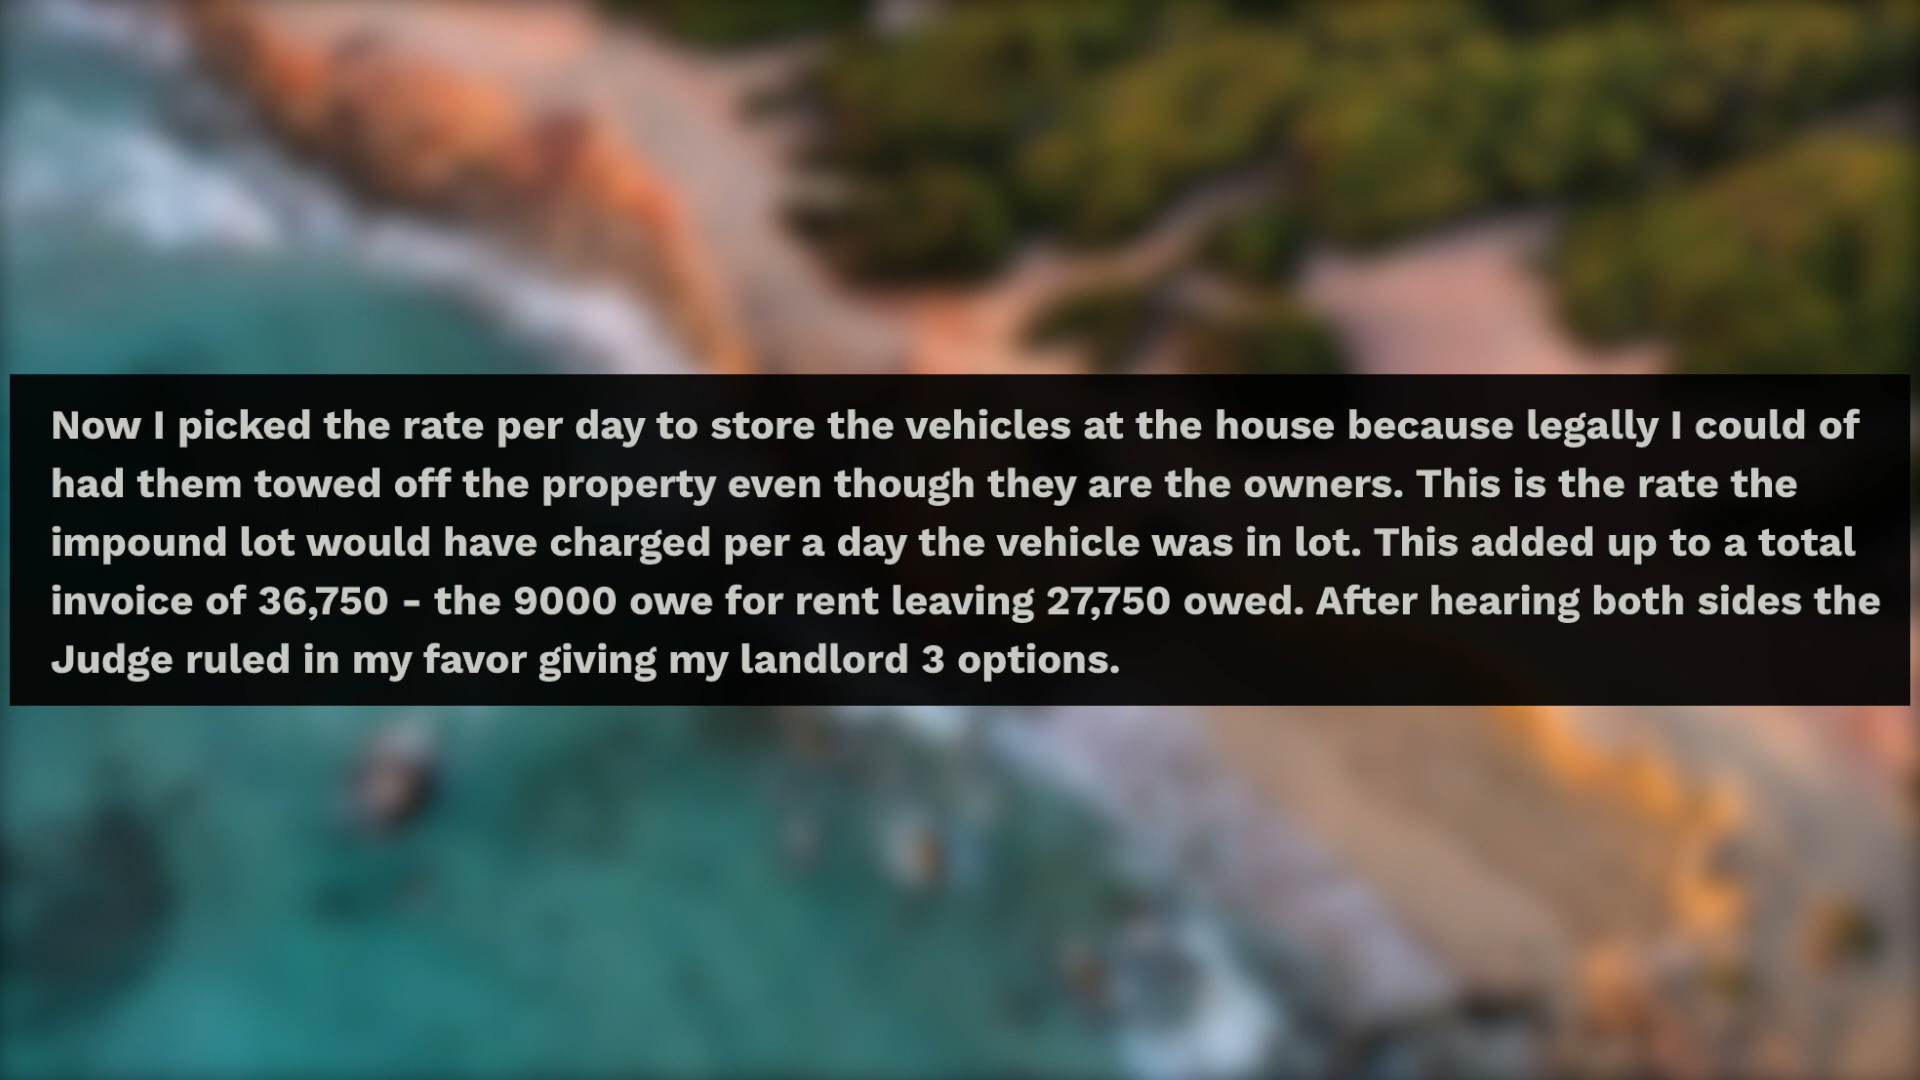 Now I picked the rate per day to store the vehicles at the house because legally I could of
had them towed off the property even though they are the owners. This is the rate the
impound lot would have charged per a day the vehicle was in lot. This added up to a total
invoice of 36,750 - the 9000 owe for rent leaving 27,750 owed. After hearing both sides the
Judge ruled in my favor giving my landlord 3 options.